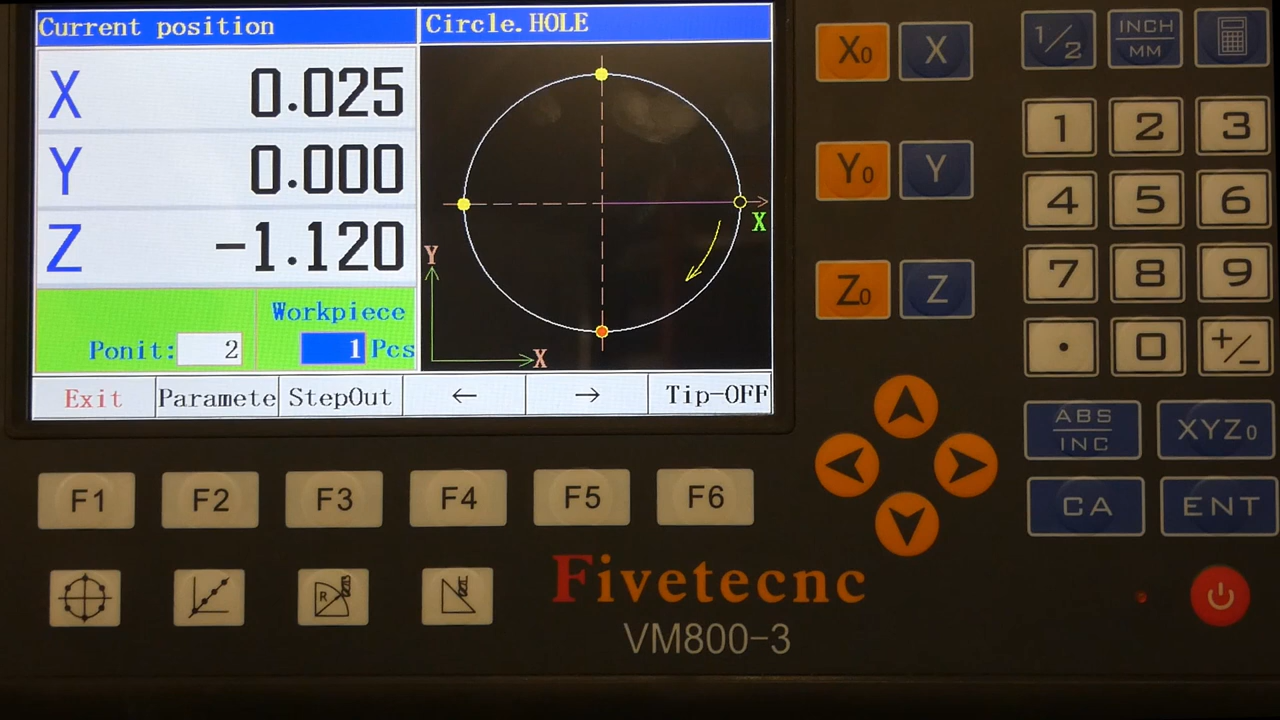 Current position
Circle.HOLE
X 0.025
Y 0.000
Z -1.120
Ponit: 2
Workpiece
1 Pcs
Y
X
X
Exit
Paramete
StepOut
←
→
Tip-OFF
X0
X
1/2
INCH
MM
Y0
Y
Z0
Z
1
2
3
4
5
6
7
8
9
.
0
+/-
ABS
INC
XYZ0
CA
ENT
F1
F2
F3
F4
F5
F6
R
Fivetecnc
VM800-3